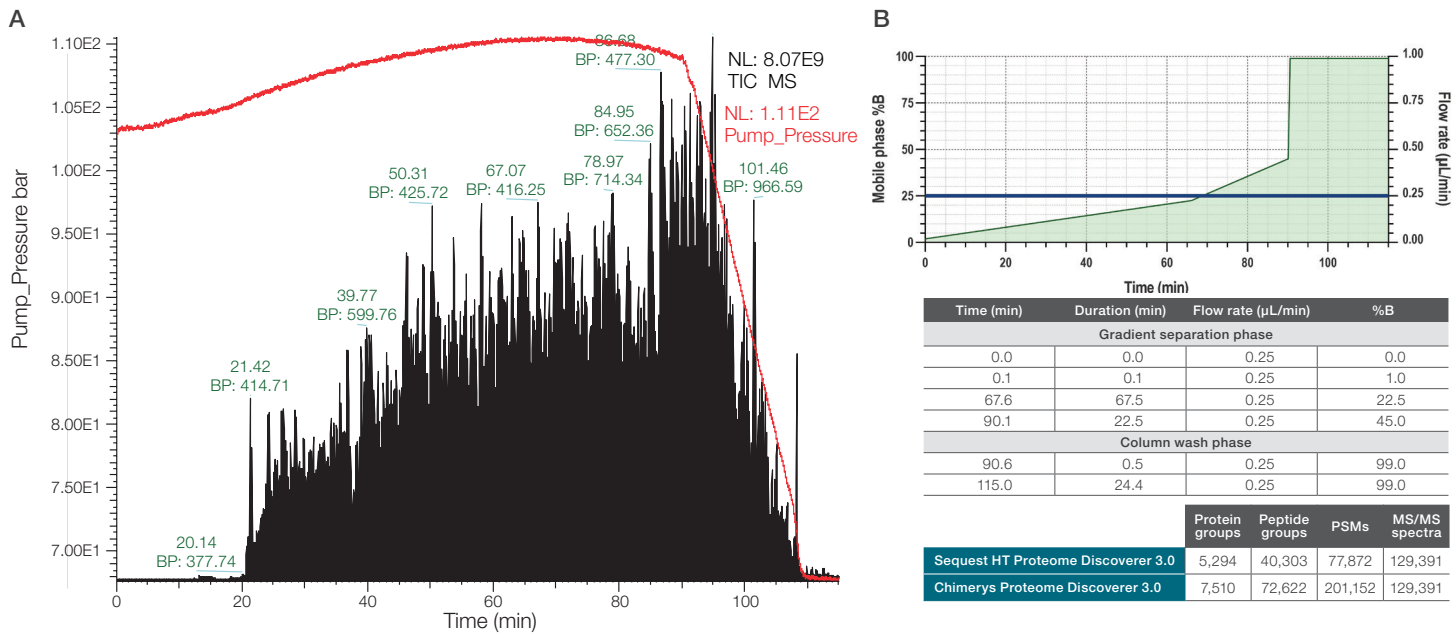 A
1.10E2
1.05E2
1.00E2
9.50E1
9.00E1
8.50E1
8.00E1
7.50E1
7.00E1
Pump_Pressure bar
86.68
BP: 477.30
NL: 8.07E9
TIC MS
NL: 1.11E2
Pump_Pressure
84.95
BP: 652.36
50.31
BP: 425.72
67.07
BP: 416.25
78.97
BP: 714.34
101.46
BP: 966.59
39.77
BP: 599.76
21.42
BP: 414.71
20.14
BP: 377.74
0 20 40 60 80 100
Time (min)
B
100
75
50
25
0
Mobile phase %B
1.00
0.75
0.50
0.25
0.00
Flow rate (µL/min)
0 20 40 60 80 100
Time (min)
Time (min) Duration (min) Flow rate (µL/min) %B
Gradient separation phase
0.0 0.0 0.25 0.0
0.1 0.1 0.25 1.0
67.6 67.5 0.25 22.5
90.1 22.5 0.25 45.0
Column wash phase
90.6 0.5 0.25 99.0
115.0 24.4 0.25 99.0
Protein groups Peptide groups PSMs MS/MS spectra
Sequest HT Proteome Discoverer 3.0 5,294 40,303 77,872 129,391
Chimerys Proteome Discoverer 3.0 7,510 72,622 201,152 129,391